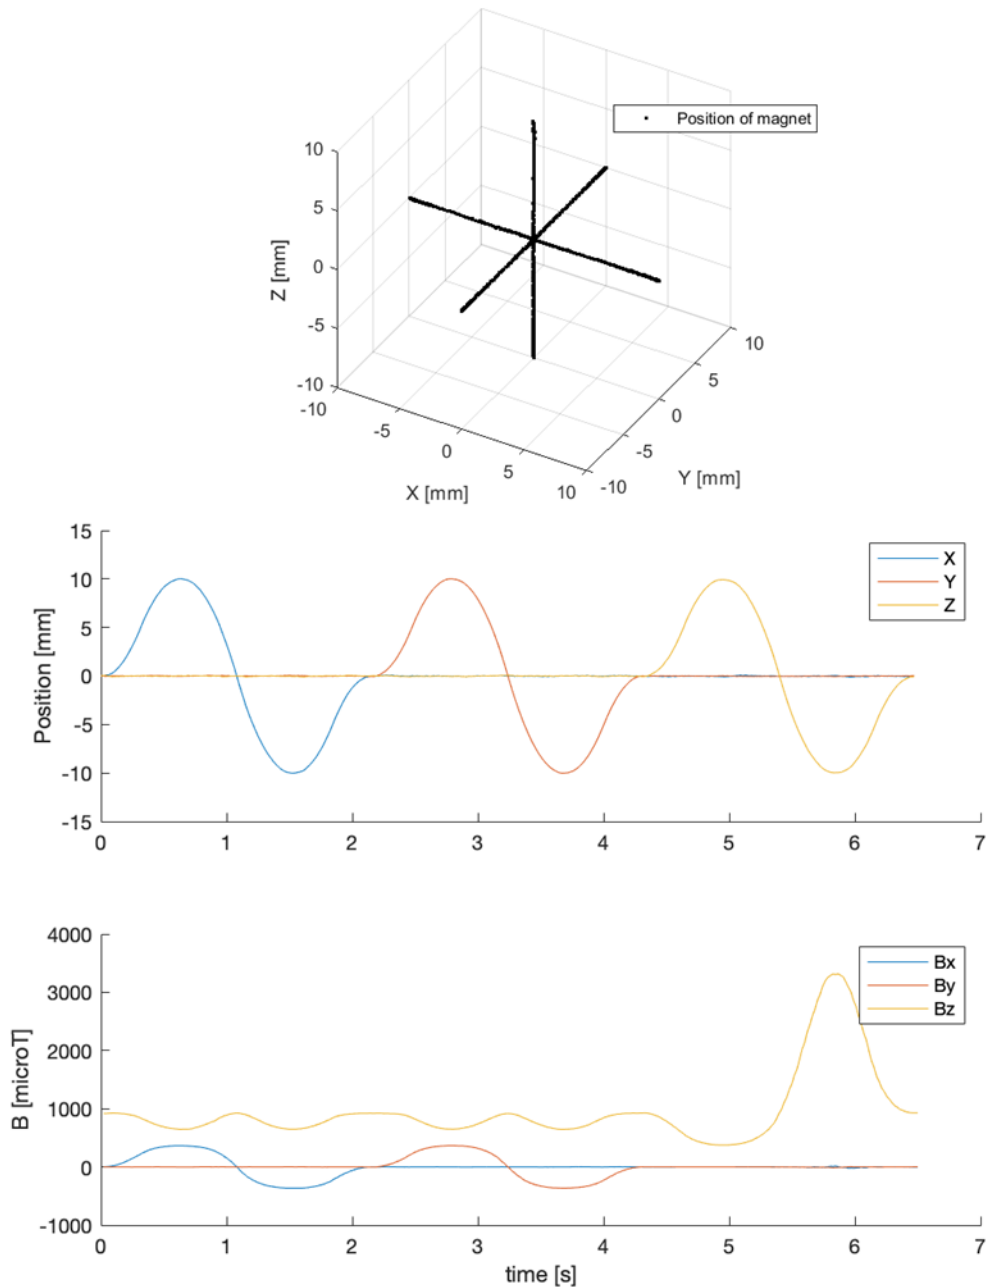 Position of magnet
10
5
0
-5
-10
Z [mm]
-10
-5
0
5
10
X [mm]
-10
-5
0
5
10
Y [mm]
15
10
5
0
-5
-10
-15
Position [mm]
0 1 2 3 4 5 6 7
X
Y
Z
4000
3000
2000
1000
0
-1000
B [microT]
0 1 2 3 4 5 6 7
time [s]
Bx
By
Bz